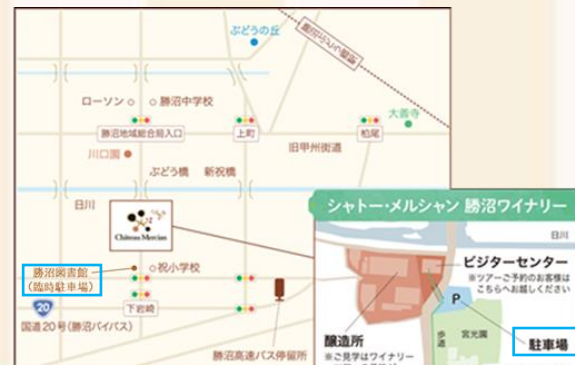 ぶどうの丘
ローソン
勝沼中学校
大善寺
勝沼地域総合局入口
上町
柏尾
旧甲州街道
川口園
ぶどう橋
新祝橋
日川
Château Mercian
シャトー・メルシャン 勝沼ワイナリー
日川
勝沼図書館
(臨時駐車場)
祝小学校
ビジターセンター
※ツアーご予約のお客様は
こちらへお越しください
P
20
下岩崎
国道20号(勝沼バイパス)
歩道
宮光園
駐車場
醸造所
※ご見学はワイナリー
勝沼高速バス停留所